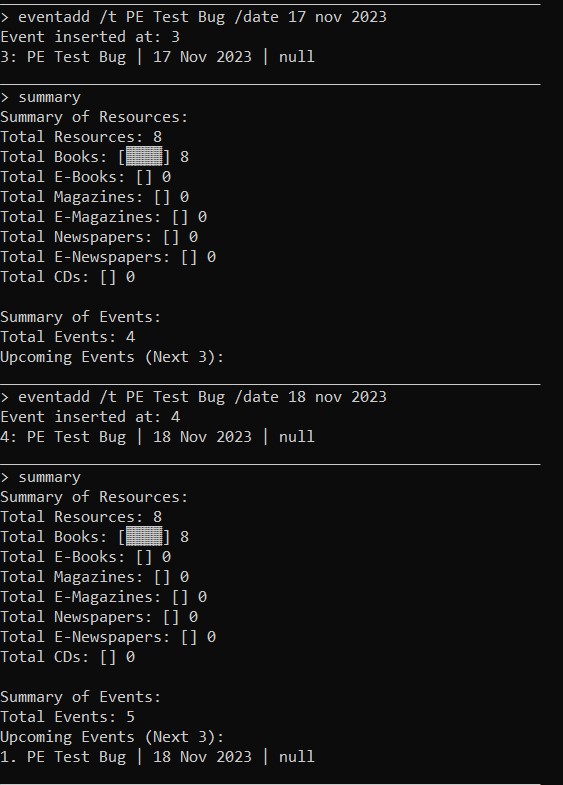 > eventadd /t PE Test Bug /date 17 nov 2023
Event inserted at: 3
3: PE Test Bug | 17 Nov 2023 | null
> summary
Summary of Resources:
Total Resources: 8
Total Books: [▓▓▓▓] 8
Total E-Books: [] 0
Total Magazines: [] 0
Total E-Magazines: [] 0
Total Newspapers: [] 0
Total E-Newspapers: [] 0
Total CDs: [] 0
Summary of Events:
Total Events: 4
Upcoming Events (Next 3):
> eventadd /t PE Test Bug /date 18 nov 2023
Event inserted at: 4
4: PE Test Bug | 18 Nov 2023 | null
> summary
Summary of Resources:
Total Resources: 8
Total Books: [▓▓▓▓] 8
Total E-Books: [] 0
Total Magazines: [] 0
Total E-Magazines: [] 0
Total Newspapers: [] 0
Total E-Newspapers: [] 0
Total CDs: [] 0
Summary of Events:
Total Events: 5
Upcoming Events (Next 3):
1. PE Test Bug | 18 Nov 2023 | null